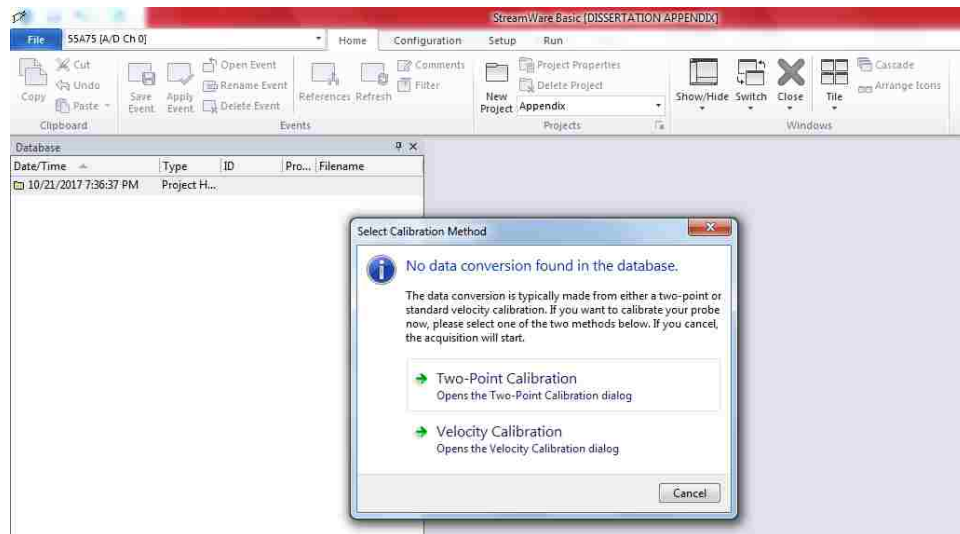 StreamWare Basic [DISSERTATION APPENDIX]
File 55A75 [A/D Ch 0] Home Configuration Setup Run
Copy Cut Undo Paste
Clipboard
Save Event Apply Event Open Event Rename Event Delete Event References Refresh Comments Filter
Events
New Project Project Properties Delete Project Appendix
Projects
Show/Hide Switch Close Tile Cascade Arrange Icons
Windows
Database
Date/Time Type ID Pro... Filename
10/21/2017 7:36:37 PM Project H...
Select Calibration Method
No data conversion found in the database.
The data conversion is typically made from either a two-point or
standard velocity calibration. If you want to calibrate your probe
now, please select one of the two methods below. If you cancel,
the acquisition will start.
Two-Point Calibration
Opens the Two-Point Calibration dialog
Velocity Calibration
Opens the Velocity Calibration dialog
Cancel